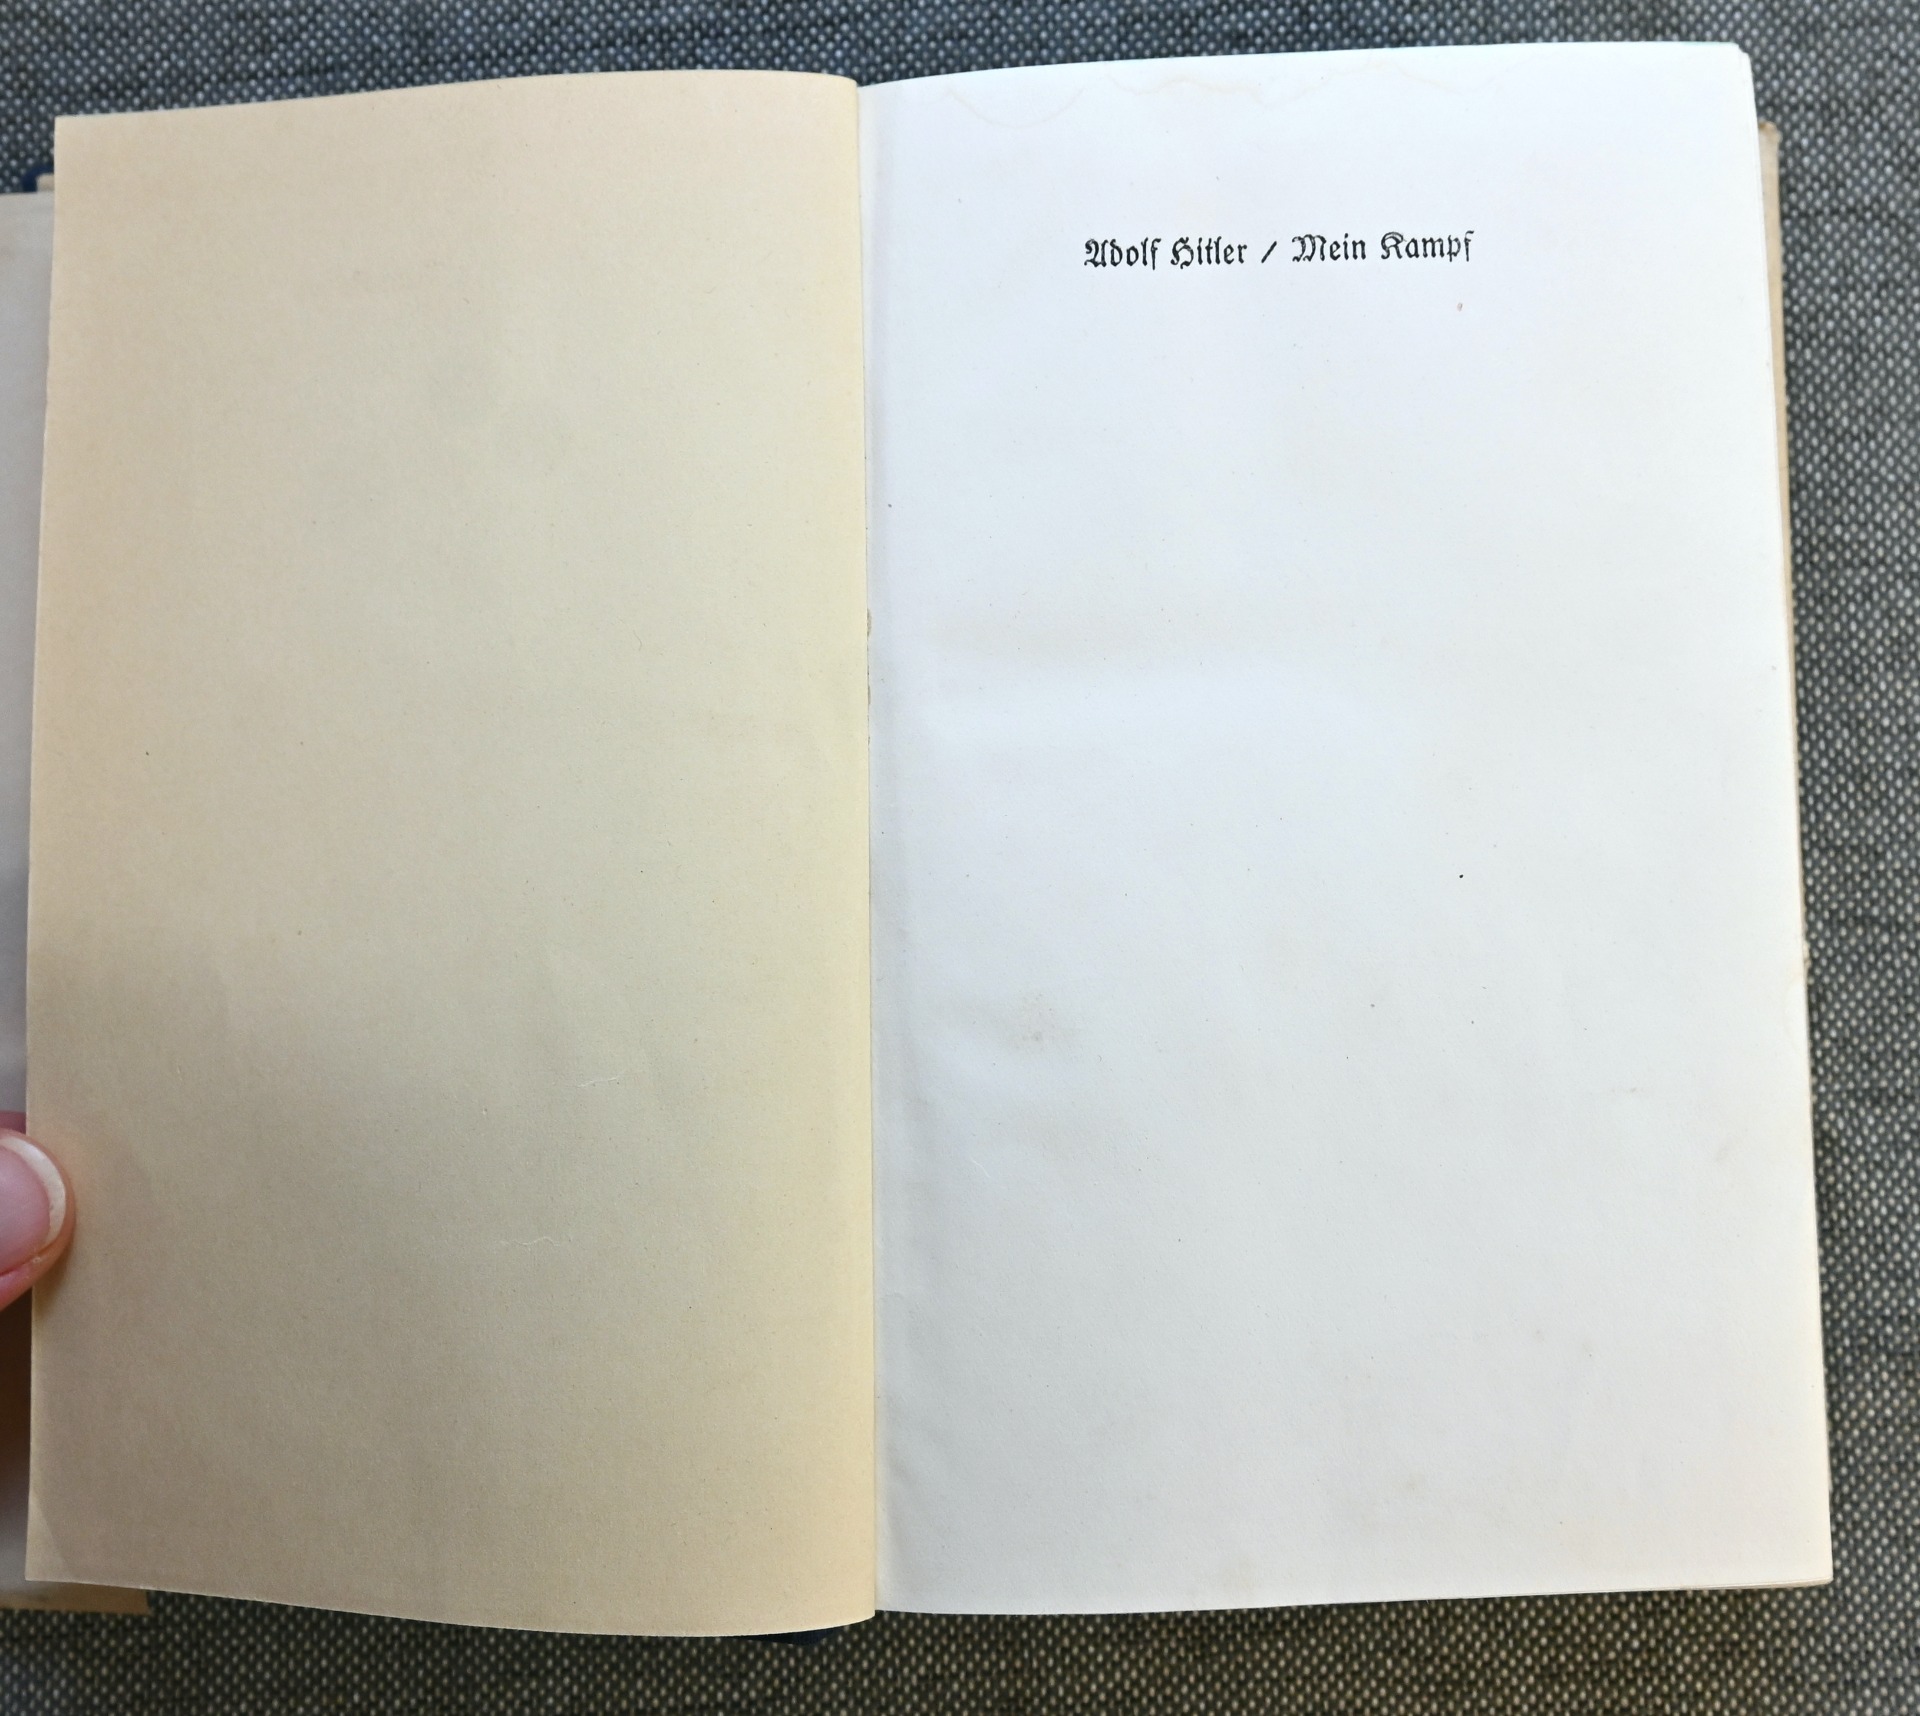 Adolf Hitler / Mein Kampf